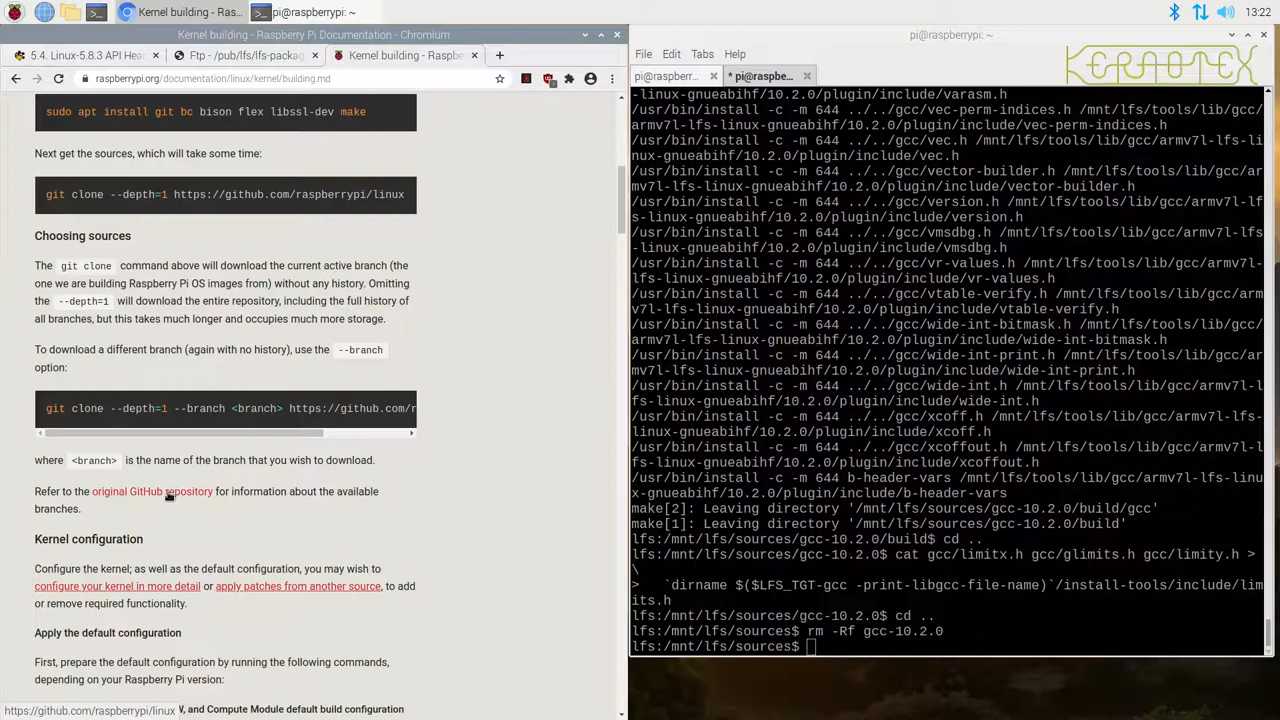 Kernel building - Ras...
pi@raspberrypi: ~
13:22
Kernel building - Raspberry Pi Documentation - Chromium
5.4. Linux-5.8.3 API Hea
Ftp - /pub/lfs/lfs-packag
Kernel building - Raspbe
raspberrypi.org/documentation/linux/kernel/building.md
sudo apt install git bc bison flex libssl-dev make
Next get the sources, which will take some time:
git clone --depth=1 https://github.com/raspberrypi/linux
Choosing sources
The git clone command above will download the current active branch (the
one we are building Raspberry Pi OS images from) without any history. Omitting
the --depth=1 will download the entire repository, including the full history of
all branches, but this takes much longer and occupies much more storage.
To download a different branch (again with no history), use the --branch
option:
git clone --depth=1 --branch <branch> https://github.com/r
where <branch> is the name of the branch that you wish to download.
Refer to the original GitHub repository for information about the available
branches.
Kernel configuration
Configure the kernel; as well as the default configuration, you may wish to
configure your kernel in more detail or apply patches from another source, to add
or remove required functionality.
Apply the default configuration
First, prepare the default configuration by running the following commands,
depending on your Raspberry Pi version:
W, and Compute Module default build configuration
https://github.com/raspberrypi/linux
pi@raspberrypi: ~
File Edit Tabs Help
KERAOTEX
pi@raspberr...
* pi@raspbe...
-linux-gnueabihf/10.2.0/plugin/include/varasm.h
/usr/bin/install -c -m 644 ../../gcc/vec-perm-indices.h /mnt/lfs/tools/lib/gcc/
armv7l-lfs-linux-gnueabihf/10.2.0/plugin/include/vec-perm-indices.h
/usr/bin/install -c -m 644 ../../gcc/vec.h /mnt/lfs/tools/lib/gcc/armv7l-lfs-li
nux-gnueabihf/10.2.0/plugin/include/vec.h
/usr/bin/install -c -m 644 ../../gcc/vector-builder.h /mnt/lfs/tools/lib/gcc/ar
mv7l-lfs-linux-gnueabihf/10.2.0/plugin/include/vector-builder.h
/usr/bin/install -c -m 644 ../../gcc/version.h /mnt/lfs/tools/lib/gcc/armv7l-lf
s-linux-gnueabihf/10.2.0/plugin/include/version.h
/usr/bin/install -c -m 644 ../../gcc/vmsdbg.h /mnt/lfs/tools/lib/gcc/armv7l-lfs
-linux-gnueabihf/10.2.0/plugin/include/vmsdbg.h
/usr/bin/install -c -m 644 ../../gcc/vr-values.h /mnt/lfs/tools/lib/gcc/armv7l-
lfs-linux-gnueabihf/10.2.0/plugin/include/vr-values.h
/usr/bin/install -c -m 644 ../../gcc/vtable-verify.h /mnt/lfs/tools/lib/gcc/arm
v7l-lfs-linux-gnueabihf/10.2.0/plugin/include/vtable-verify.h
/usr/bin/install -c -m 644 ../../gcc/wide-int-bitmask.h /mnt/lfs/tools/lib/gcc/
armv7l-lfs-linux-gnueabihf/10.2.0/plugin/include/wide-int-bitmask.h
/usr/bin/install -c -m 644 ../../gcc/wide-int-print.h /mnt/lfs/tools/lib/gcc/ar
mv7l-lfs-linux-gnueabihf/10.2.0/plugin/include/wide-int-print.h
/usr/bin/install -c -m 644 ../../gcc/wide-int.h /mnt/lfs/tools/lib/gcc/armv7l-l
fs-linux-gnueabihf/10.2.0/plugin/include/wide-int.h
/usr/bin/install -c -m 644 ../../gcc/xcoff.h /mnt/lfs/tools/lib/gcc/armv7l-lfs-
linux-gnueabihf/10.2.0/plugin/include/xcoff.h
/usr/bin/install -c -m 644 ../../gcc/xcoffout.h /mnt/lfs/tools/lib/gcc/armv7l-l
fs-linux-gnueabihf/10.2.0/plugin/include/xcoffout.h
/usr/bin/install -c -m 644 b-header-vars /mnt/lfs/tools/lib/gcc/armv7l-lfs-linu
x-gnueabihf/10.2.0/plugin/include/b-header-vars
make[2]: Leaving directory '/mnt/lfs/sources/gcc-10.2.0/build/gcc'
make[1]: Leaving directory '/mnt/lfs/sources/gcc-10.2.0/build'
lfs:/mnt/lfs/sources/gcc-10.2.0/build$ cd ..
lfs:/mnt/lfs/sources/gcc-10.2.0$ cat gcc/limitx.h gcc/glimits.h gcc/limity.h >
\
>   `dirname $($LFS_TGT-gcc -print-libgcc-file-name)`/install-tools/include/lim
its.h
lfs:/mnt/lfs/sources/gcc-10.2.0$ cd ..
lfs:/mnt/lfs/sources$ rm -Rf gcc-10.2.0
lfs:/mnt/lfs/sources$